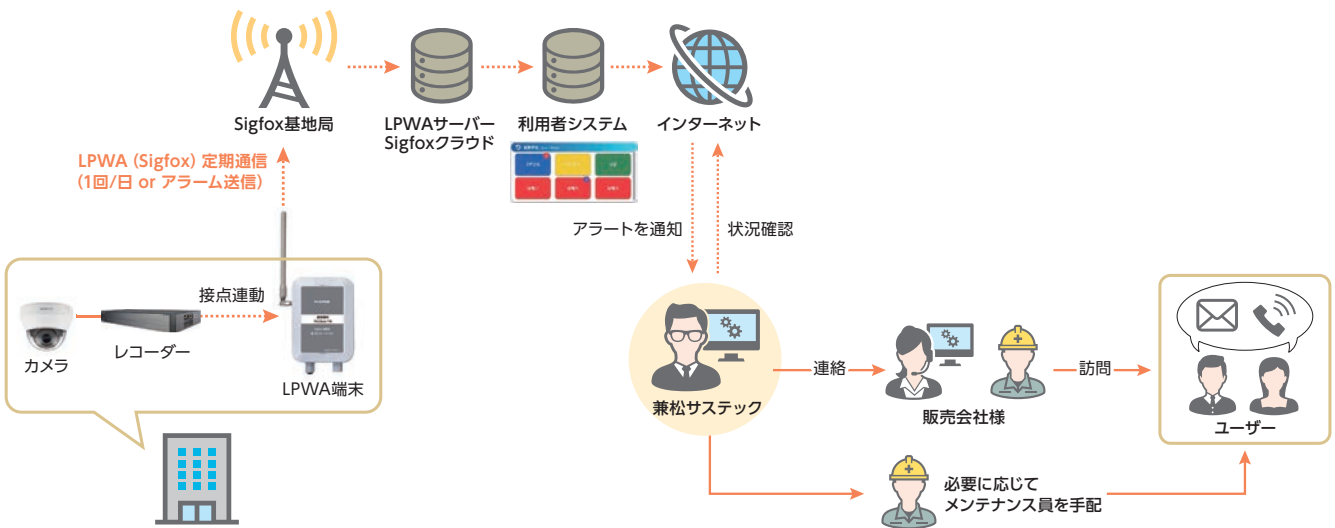 Sigfox基地局
LPWAサーバー
Sigfoxクラウド
利用者システム
インターネット
LPWA（Sigfox）定期通信
（1回/日 or アラーム送信）
アラートを通知
状況確認
接点連動
カメラ
レコーダー
LPWA端末
兼松サステック
連絡
販売会社様
訪問
ユーザー
必要に応じて
メンテナンス員を手配